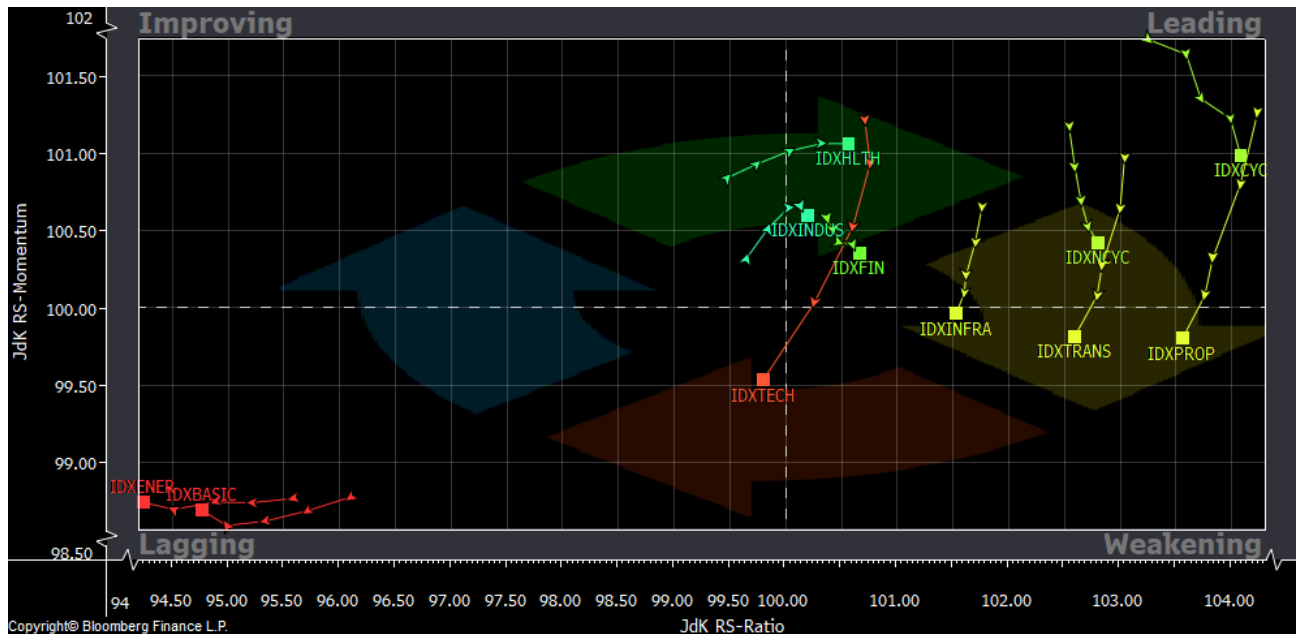 102
Improving
Leading
101.50
101.00
100.50
100.00
99.50
99.00
98.50
JdK RS-Momentum
IDXHLTH
IDXCYC
IDXINDUS
IDXNCYC
IDXFIN
IDXINFRA
IDXTRANS
IDXPROP
IDXTECH
IDXENER
IDXBASIC
Lagging
Weakening
94 94.50 95.00 95.50 96.00 96.50 97.00 97.50 98.00 98.50 99.00 99.50 100.00 101.00 102.00 103.00 104.00
Copyright© Bloomberg Finance L.P.
JdK RS-Ratio